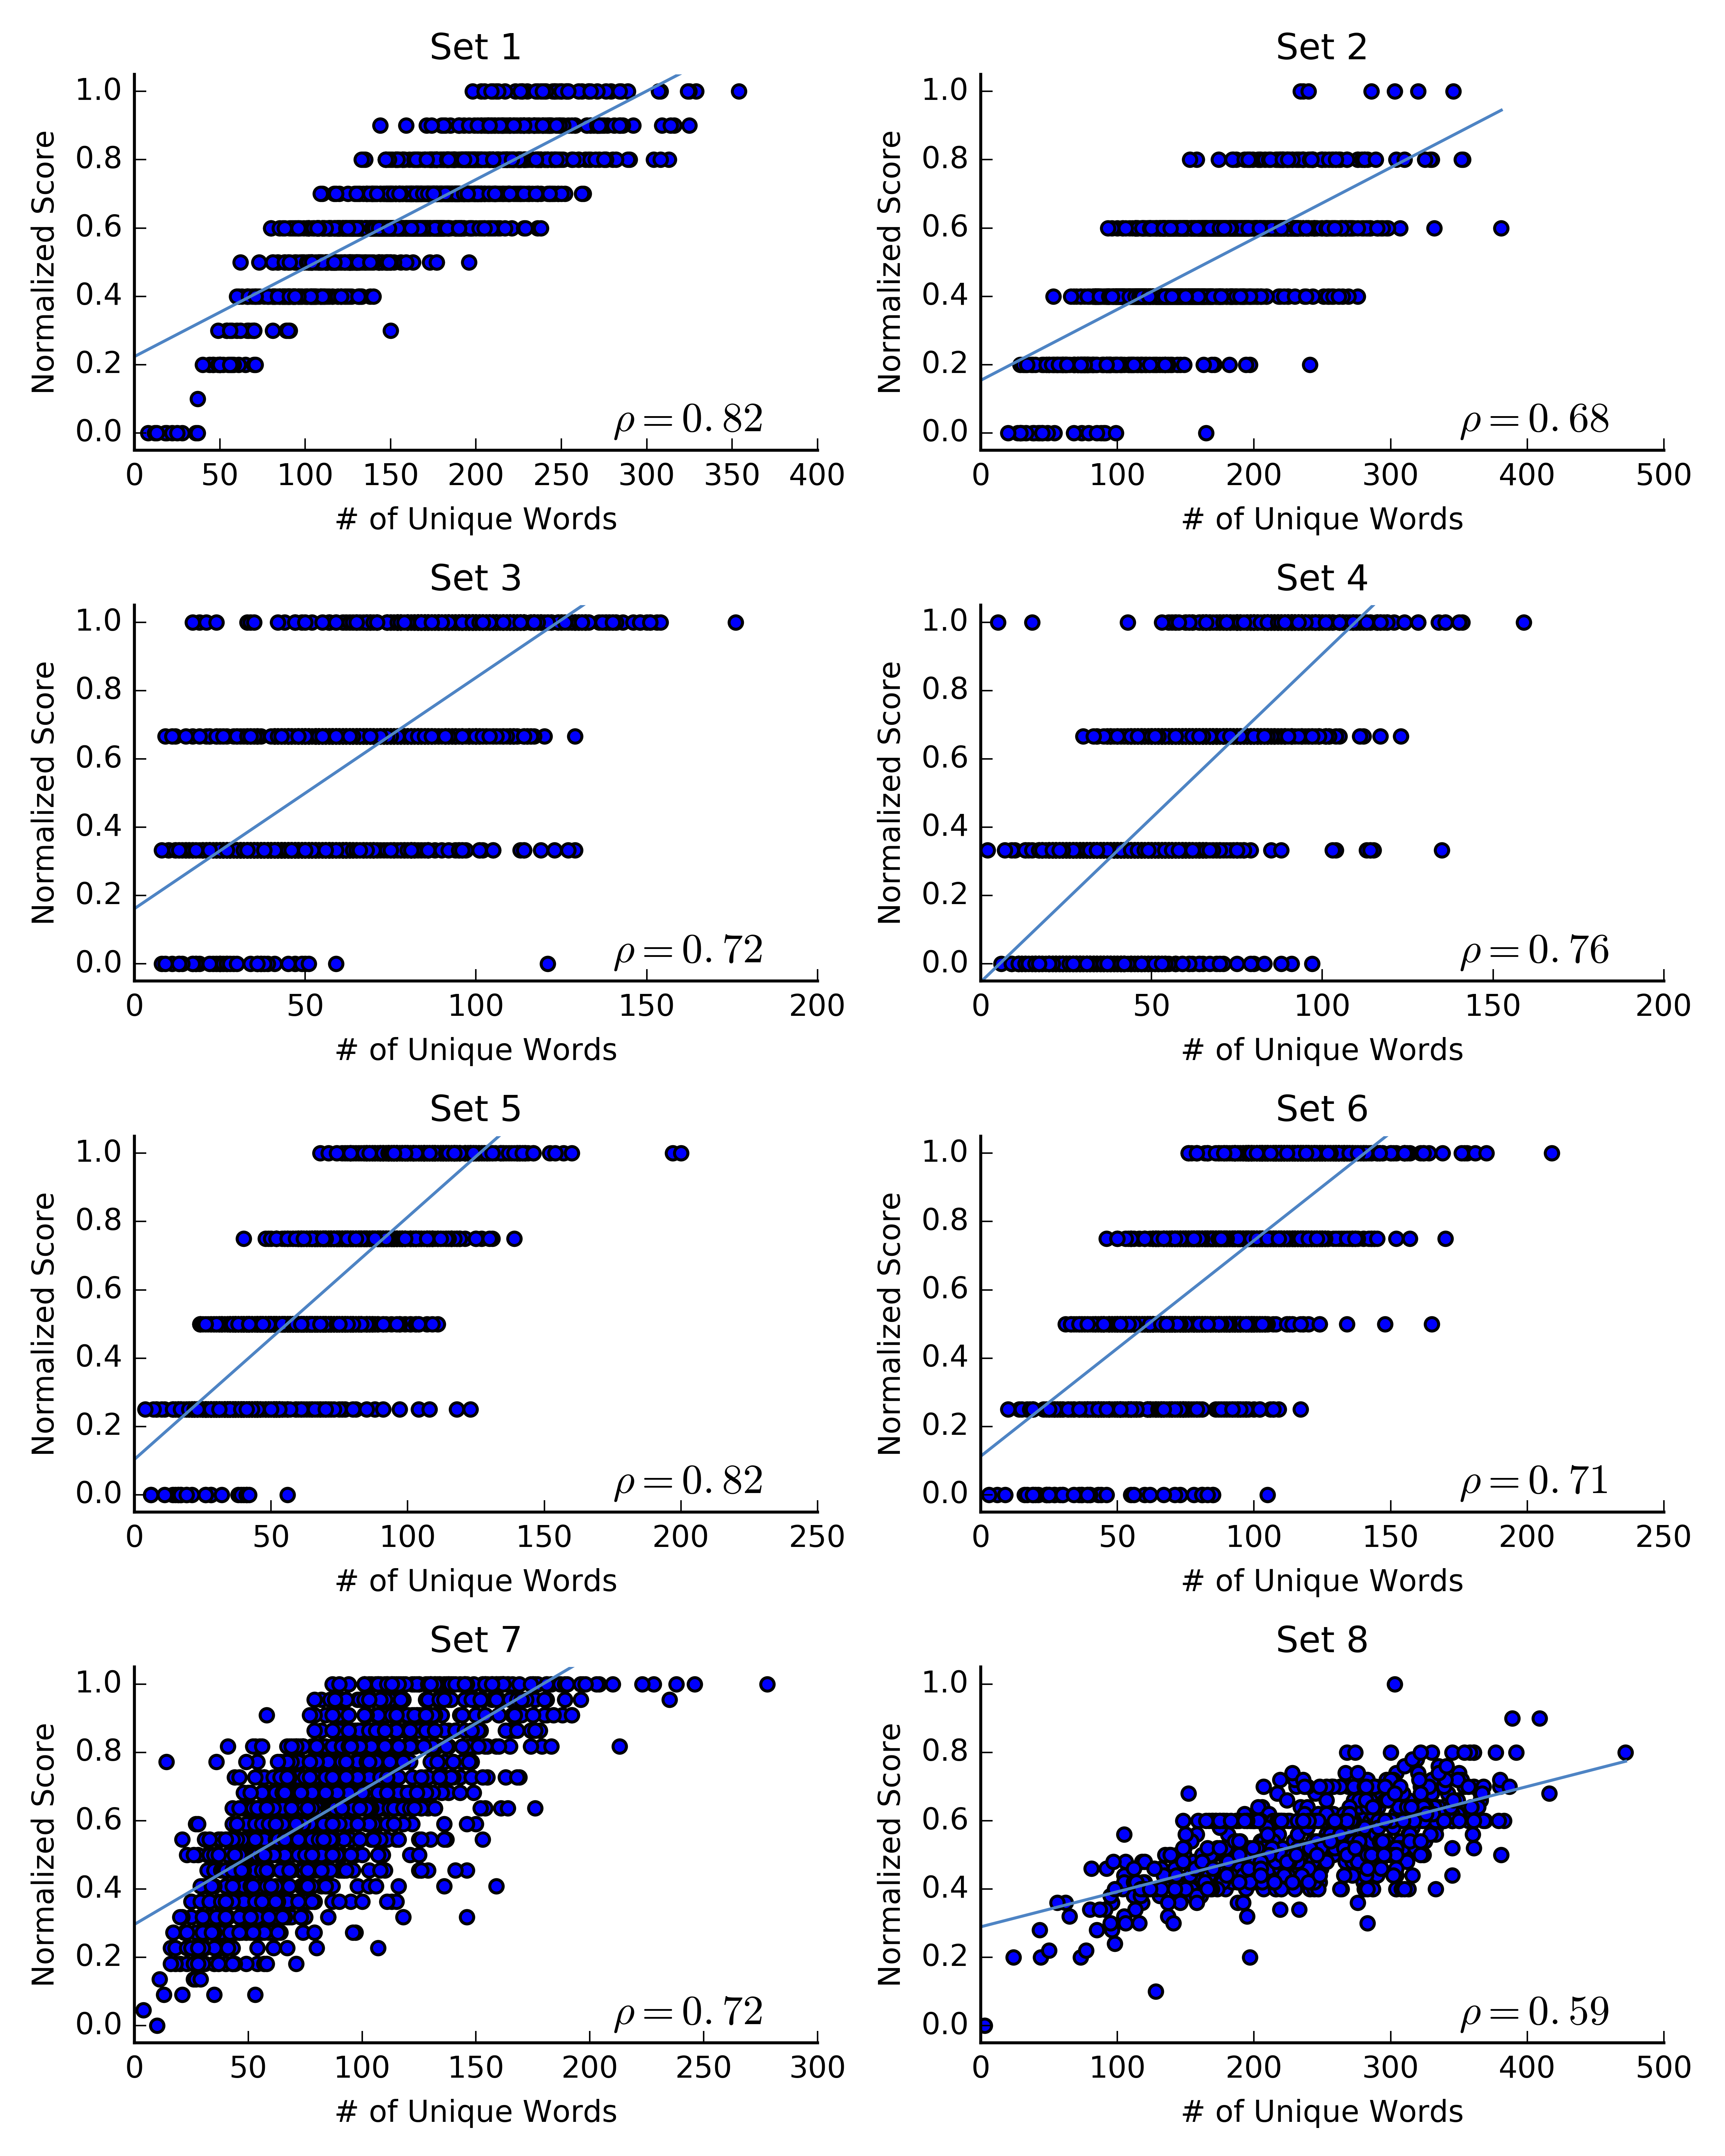 Set 1
Normalized Score
1.0
0.8
0.6
0.4
0.2
0.0
ρ = 0.82
0 50 100 150 200 250 300 350 400
# of Unique Words
Set 2
Normalized Score
1.0
0.8
0.6
0.4
0.2
0.0
ρ = 0.68
0 100 200 300 400 500
# of Unique Words
Set 3
Normalized Score
1.0
0.8
0.6
0.4
0.2
0.0
ρ = 0.72
0 50 100 150 200
# of Unique Words
Set 4
Normalized Score
1.0
0.8
0.6
0.4
0.2
0.0
ρ = 0.76
0 50 100 150 200
# of Unique Words
Set 5
Normalized Score
1.0
0.8
0.6
0.4
0.2
0.0
ρ = 0.82
0 50 100 150 200 250
# of Unique Words
Set 6
Normalized Score
1.0
0.8
0.6
0.4
0.2
0.0
ρ = 0.71
0 50 100 150 200 250
# of Unique Words
Set 7
Normalized Score
1.0
0.8
0.6
0.4
0.2
0.0
ρ = 0.72
0 50 100 150 200 250 300
# of Unique Words
Set 8
Normalized Score
1.0
0.8
0.6
0.4
0.2
0.0
ρ = 0.59
0 100 200 300 400 500
# of Unique Words